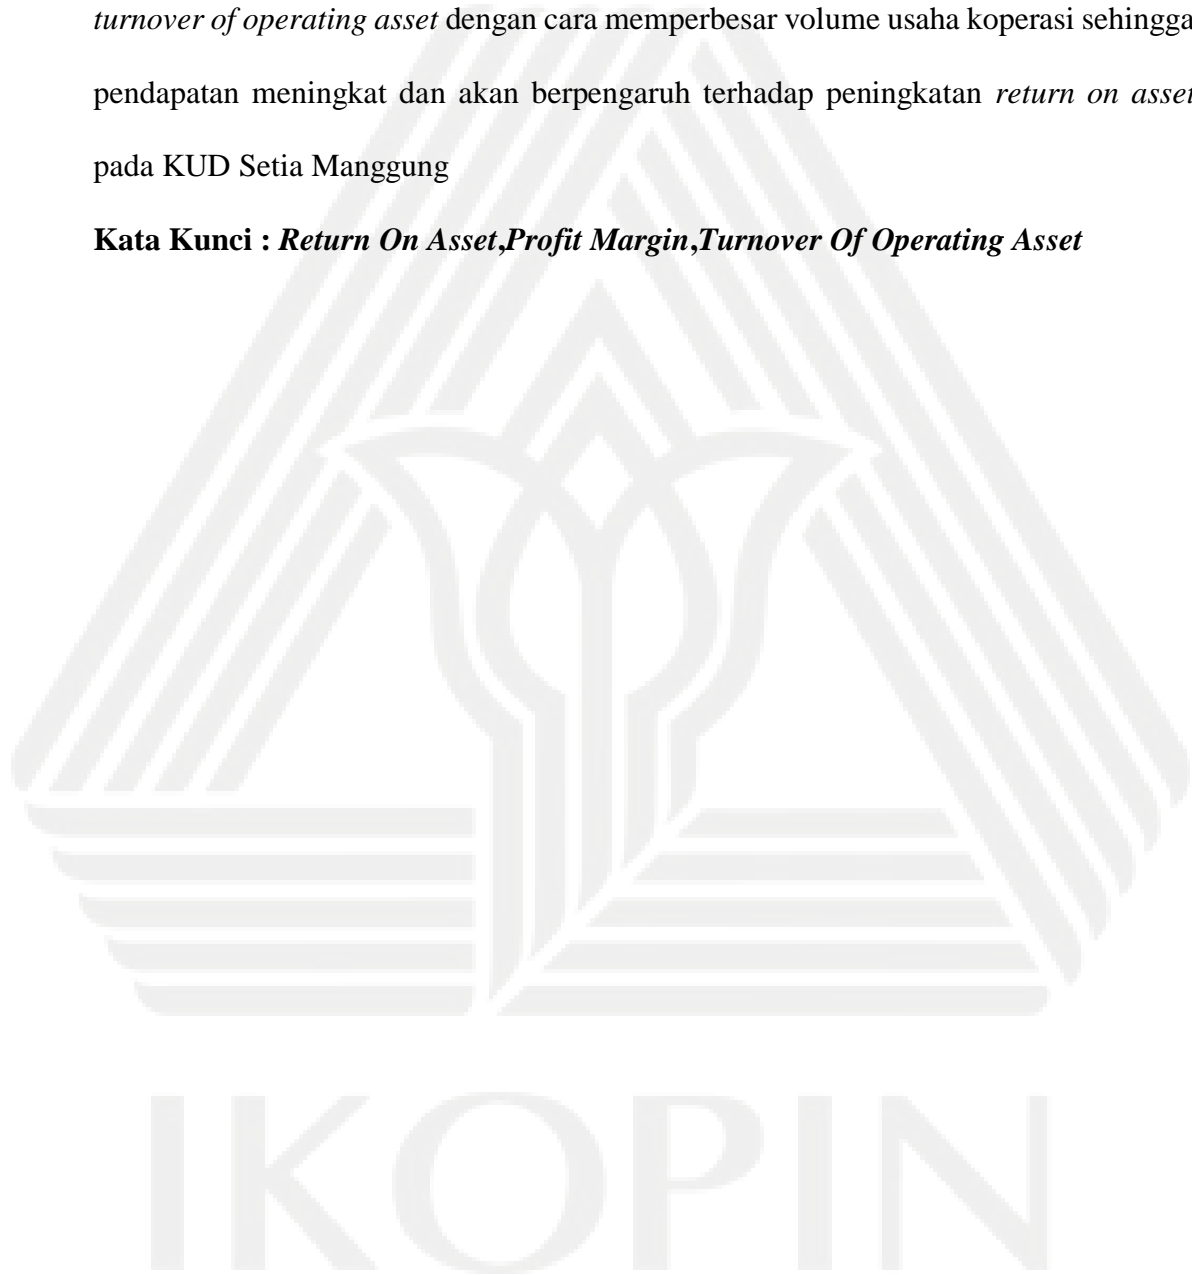 turnover of operating asset dengan cara memperbesar volume usaha koperasi sehingga
pendapatan meningkat dan akan berpengaruh terhadap peningkatan return on asset
pada KUD Setia Manggung
Kata Kunci : Return On Asset,Profit Margin,Turnover Of Operating Asset
IKOPIN